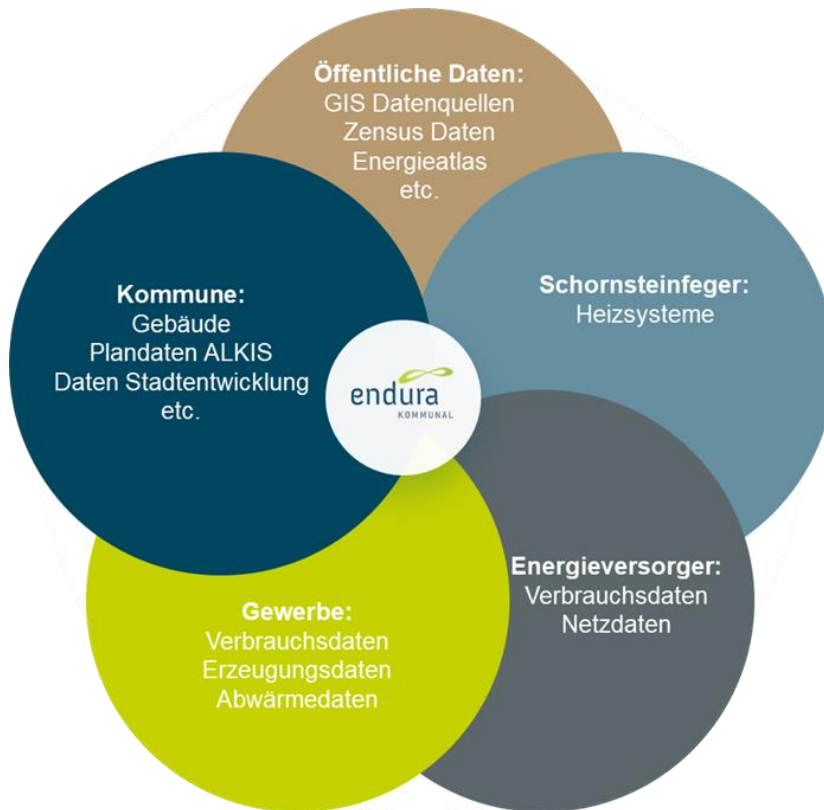 Öffentliche Daten:
GIS Datenquellen
Zensus Daten
Energieatlas
etc.
Schornsteinfeger:
Heizsysteme
Kommune:
Gebäude
Plandaten ALKIS
Daten Stadtentwicklung
etc.
endura
KOMMUNAL
Energieversorger:
Verbrauchsdaten
Netzdaten
Gewerbe:
Verbrauchsdaten
Erzeugungsdaten
Abwärmedaten